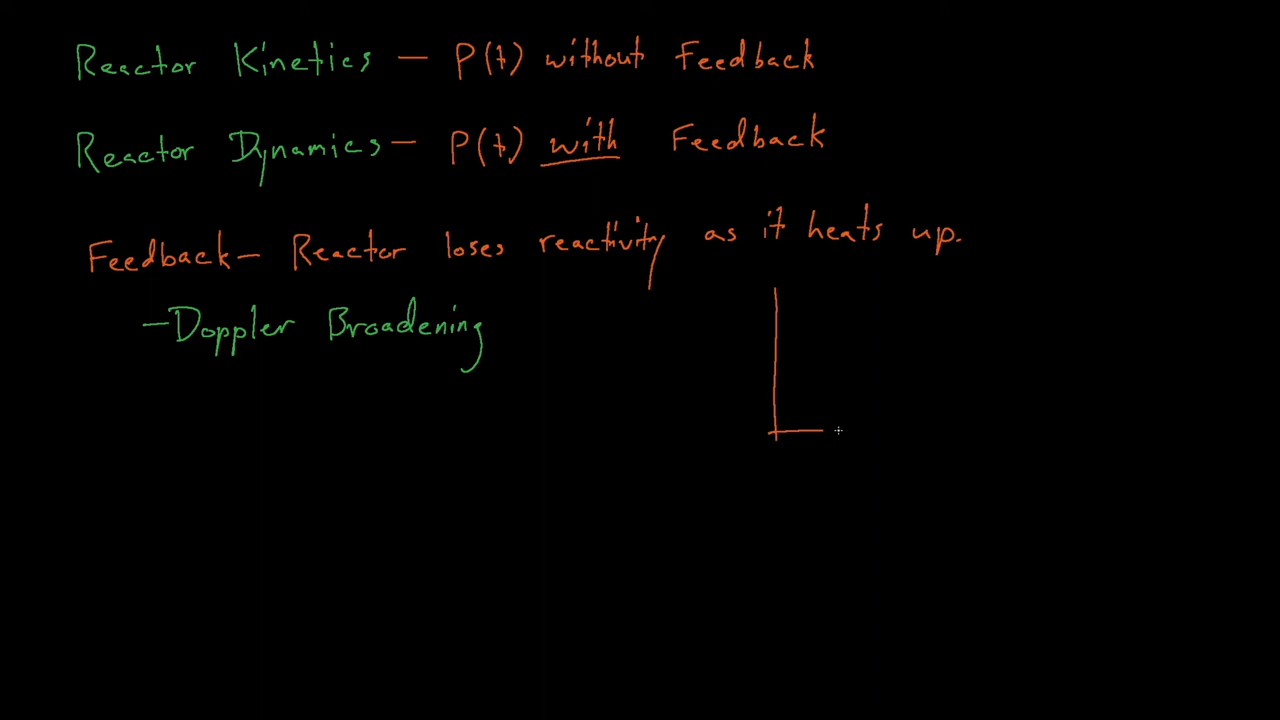 Reactor Kinetics — P(t) without Feedback
Reactor Dynamics — P(t) with Feedback
Feedback — Reactor loses reactivity as it heats up.
— Doppler Broadening